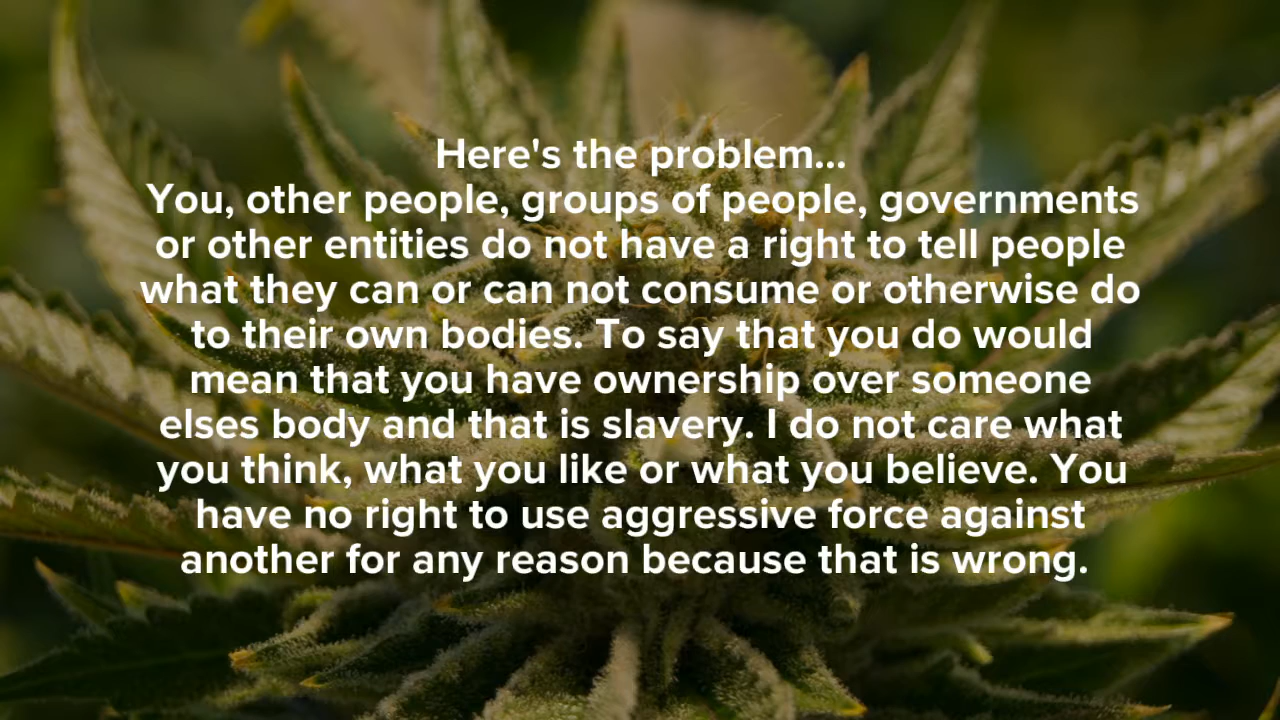 Here's the problem...
You, other people, groups of people, governments
or other entities do not have a right to tell people
what they can or can not consume or otherwise do
to their own bodies. To say that you do would
mean that you have ownership over someone
elses body and that is slavery. I do not care what
you think, what you like or what you believe. You
have no right to use aggressive force against
another for any reason because that is wrong.